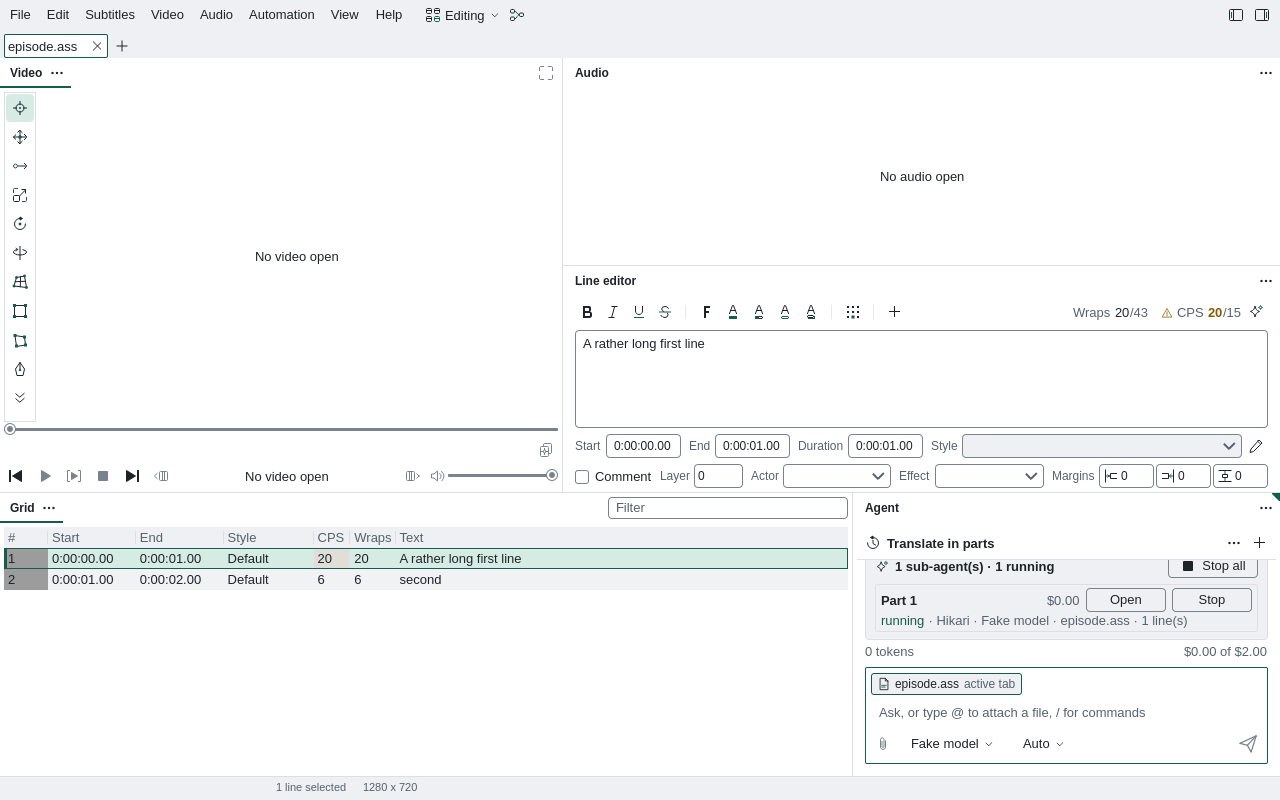 File Edit Subtitles Video Audio Automation View Help Editing
episode.ass
Video
Audio
No video open
No audio open
Line editor
B I U S F A A A A Wraps 20/43 CPS 20/15
A rather long first line
Start 0:00:00.00 End 0:00:01.00 Duration 0:00:01.00 Style
Comment Layer 0 Actor Effect Margins 0 0 0
No video open
Grid
Filter
# Start End Style CPS Wraps Text
1 0:00:00.00 0:00:01.00 Default 20 20 A rather long first line
2 0:00:01.00 0:00:02.00 Default 6 6 second
Agent
Translate in parts
1 sub-agent(s) · 1 running Stop all
Part 1 $0.00 Open Stop
running · Hikari · Fake model · episode.ass · 1 line(s)
0 tokens $0.00 of $2.00
episode.ass active tab
Ask, or type @ to attach a file, / for commands
Fake model Auto
1 line selected 1280 x 720